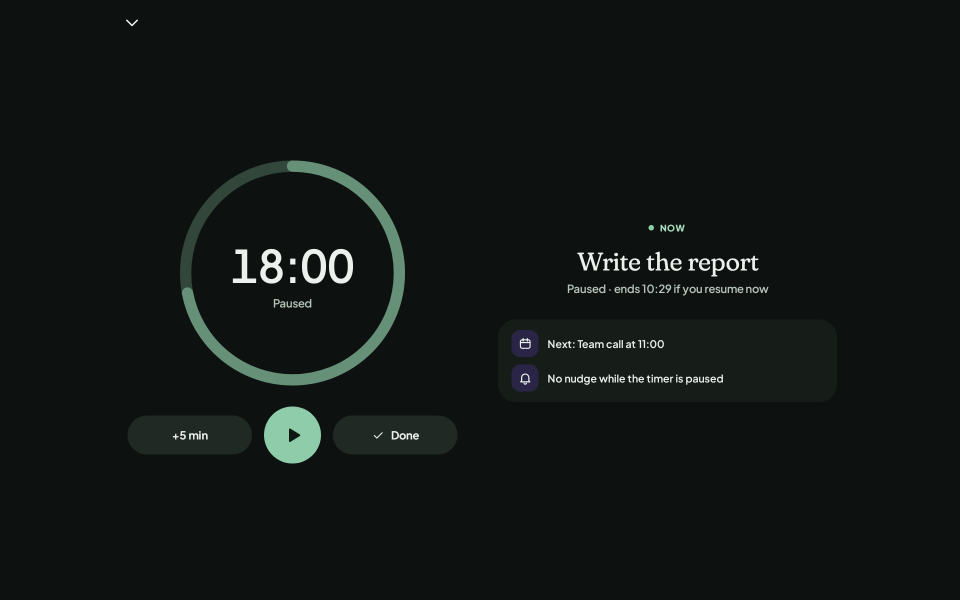 18:00
Paused
+5 min
Done
NOW
Write the report
Paused · ends 10:29 if you resume now
Next: Team call at 11:00
No nudge while the timer is paused